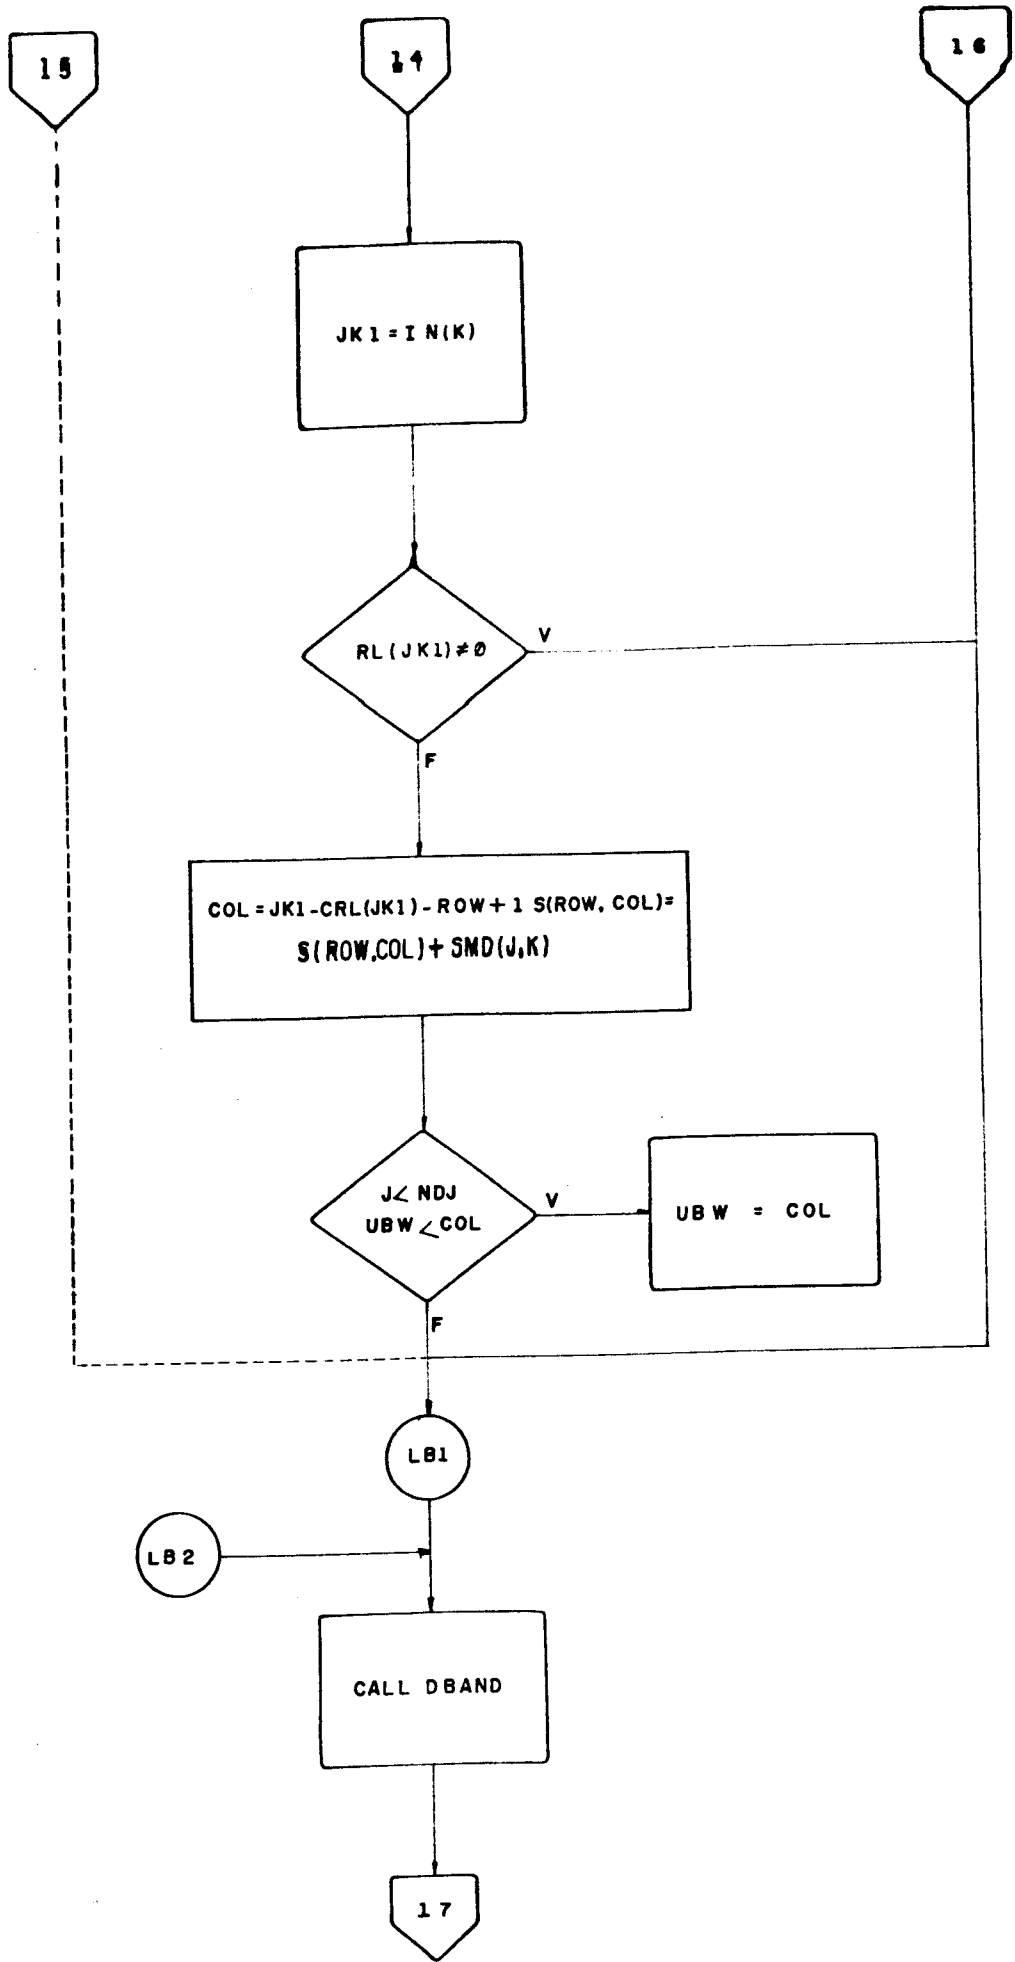 15
14
16
JK1=IN(K)
RL(JK1)≠0
V
F
COL=JK1-CRL(JK1)-ROW+1 S(ROW, COL)=
S(ROW,COL)+SMD(J,K)
J< NDJ
UBW<COL
V
UBW = COL
F
LB1
LB2
CALL DBAND
17